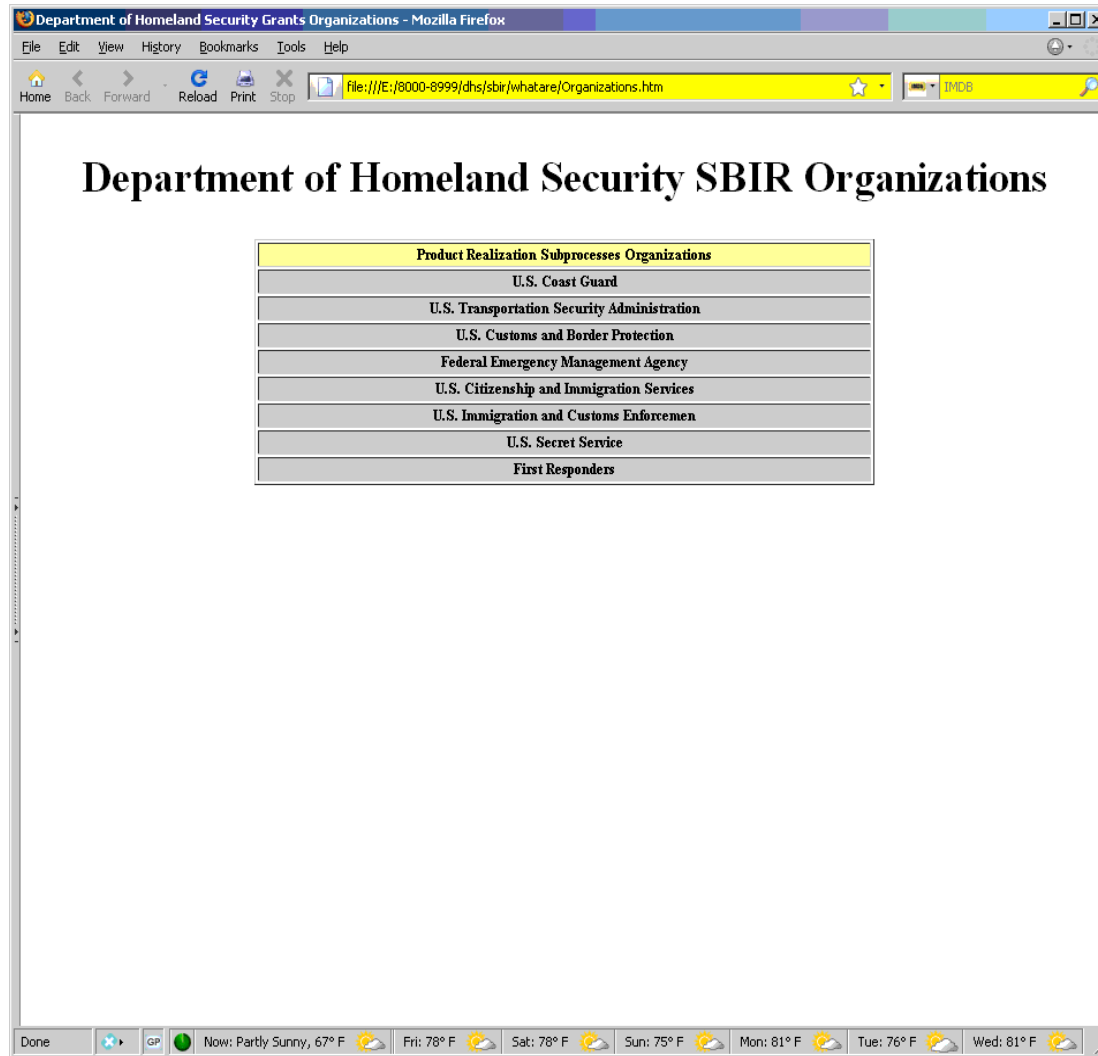 Department of Homeland Security Grants Organizations - Mozilla Firefox
File Edit View History Bookmarks Tools Help
Home Back Forward Reload Print Stop file:///E:/8000-8999/dhs/sbir/whatare/Organizations.htm IMDB
Department of Homeland Security SBIR Organizations
Product Realization Subprocesses Organizations
U.S. Coast Guard
U.S. Transportation Security Administration
U.S. Customs and Border Protection
Federal Emergency Management Agency
U.S. Citizenship and Immigration Services
U.S. Immigration and Customs Enforcemen
U.S. Secret Service
First Responders
Done GP Now: Partly Sunny, 67° F Fri: 78° F Sat: 78° F Sun: 75° F Mon: 81° F Tue: 76° F Wed: 81° F